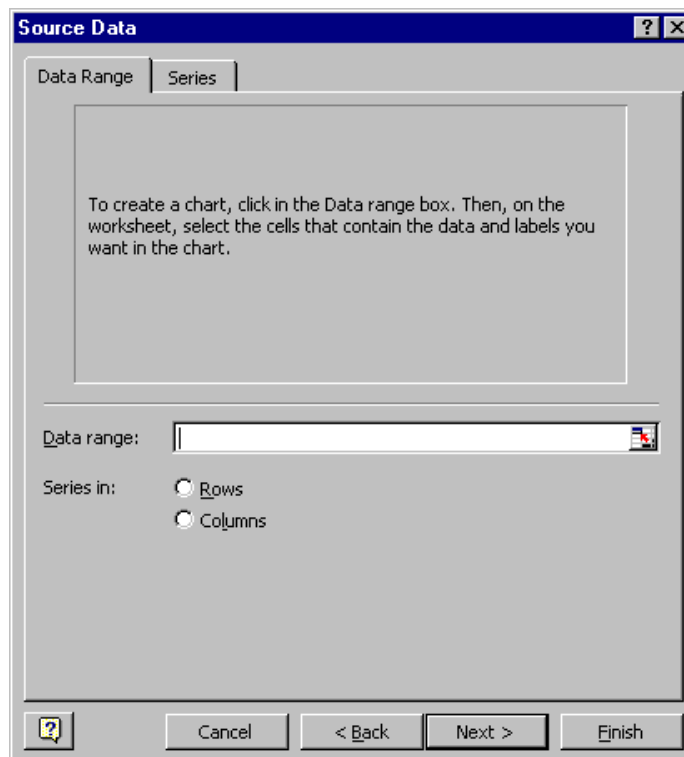 Source Data
Data Range Series
To create a chart, click in the Data range box. Then, on the
worksheet, select the cells that contain the data and labels you
want in the chart.
Data range:
Series in: Rows
Columns
Cancel < Back Next > Finish